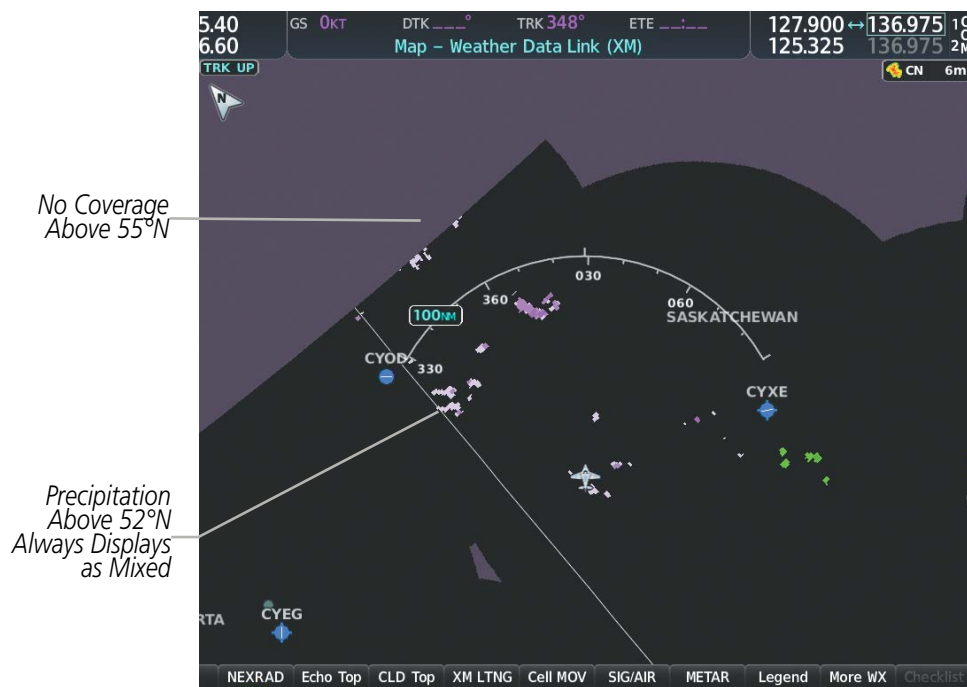 5.40 GS 0KT DTK ___° TRK 348° ETE __:__ 127.900 ↔ 136.975
6.60 Map – Weather Data Link (XM) 125.325 136.975
TRK UP
CN 6m
N
No Coverage
Above 55°N
030
360
060
100NM
SASKATCHEWAN
CYOD
330
CYXE
Precipitation
Above 52°N
Always Displays
as Mixed
CYEG
RTA
NEXRAD Echo Top CLD Top XM LTNG Cell MOV SIG/AIR METAR Legend More WX Checklist